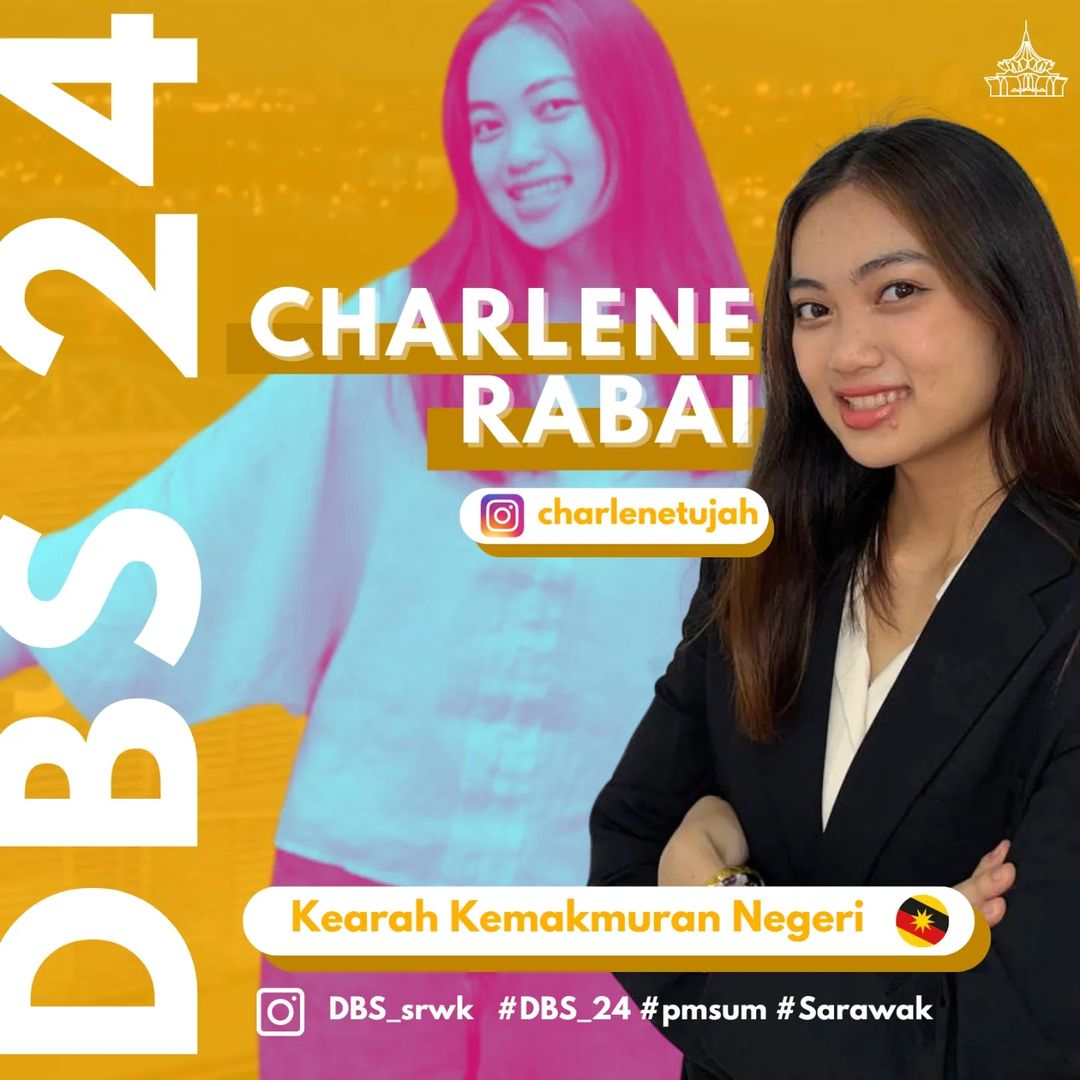 DBS 24
CHARLENE
RABAI
charlenetujah
Kearah Kemakmuran Negeri
DBS_srwk #DBS_24 #pmsum #Sarawak